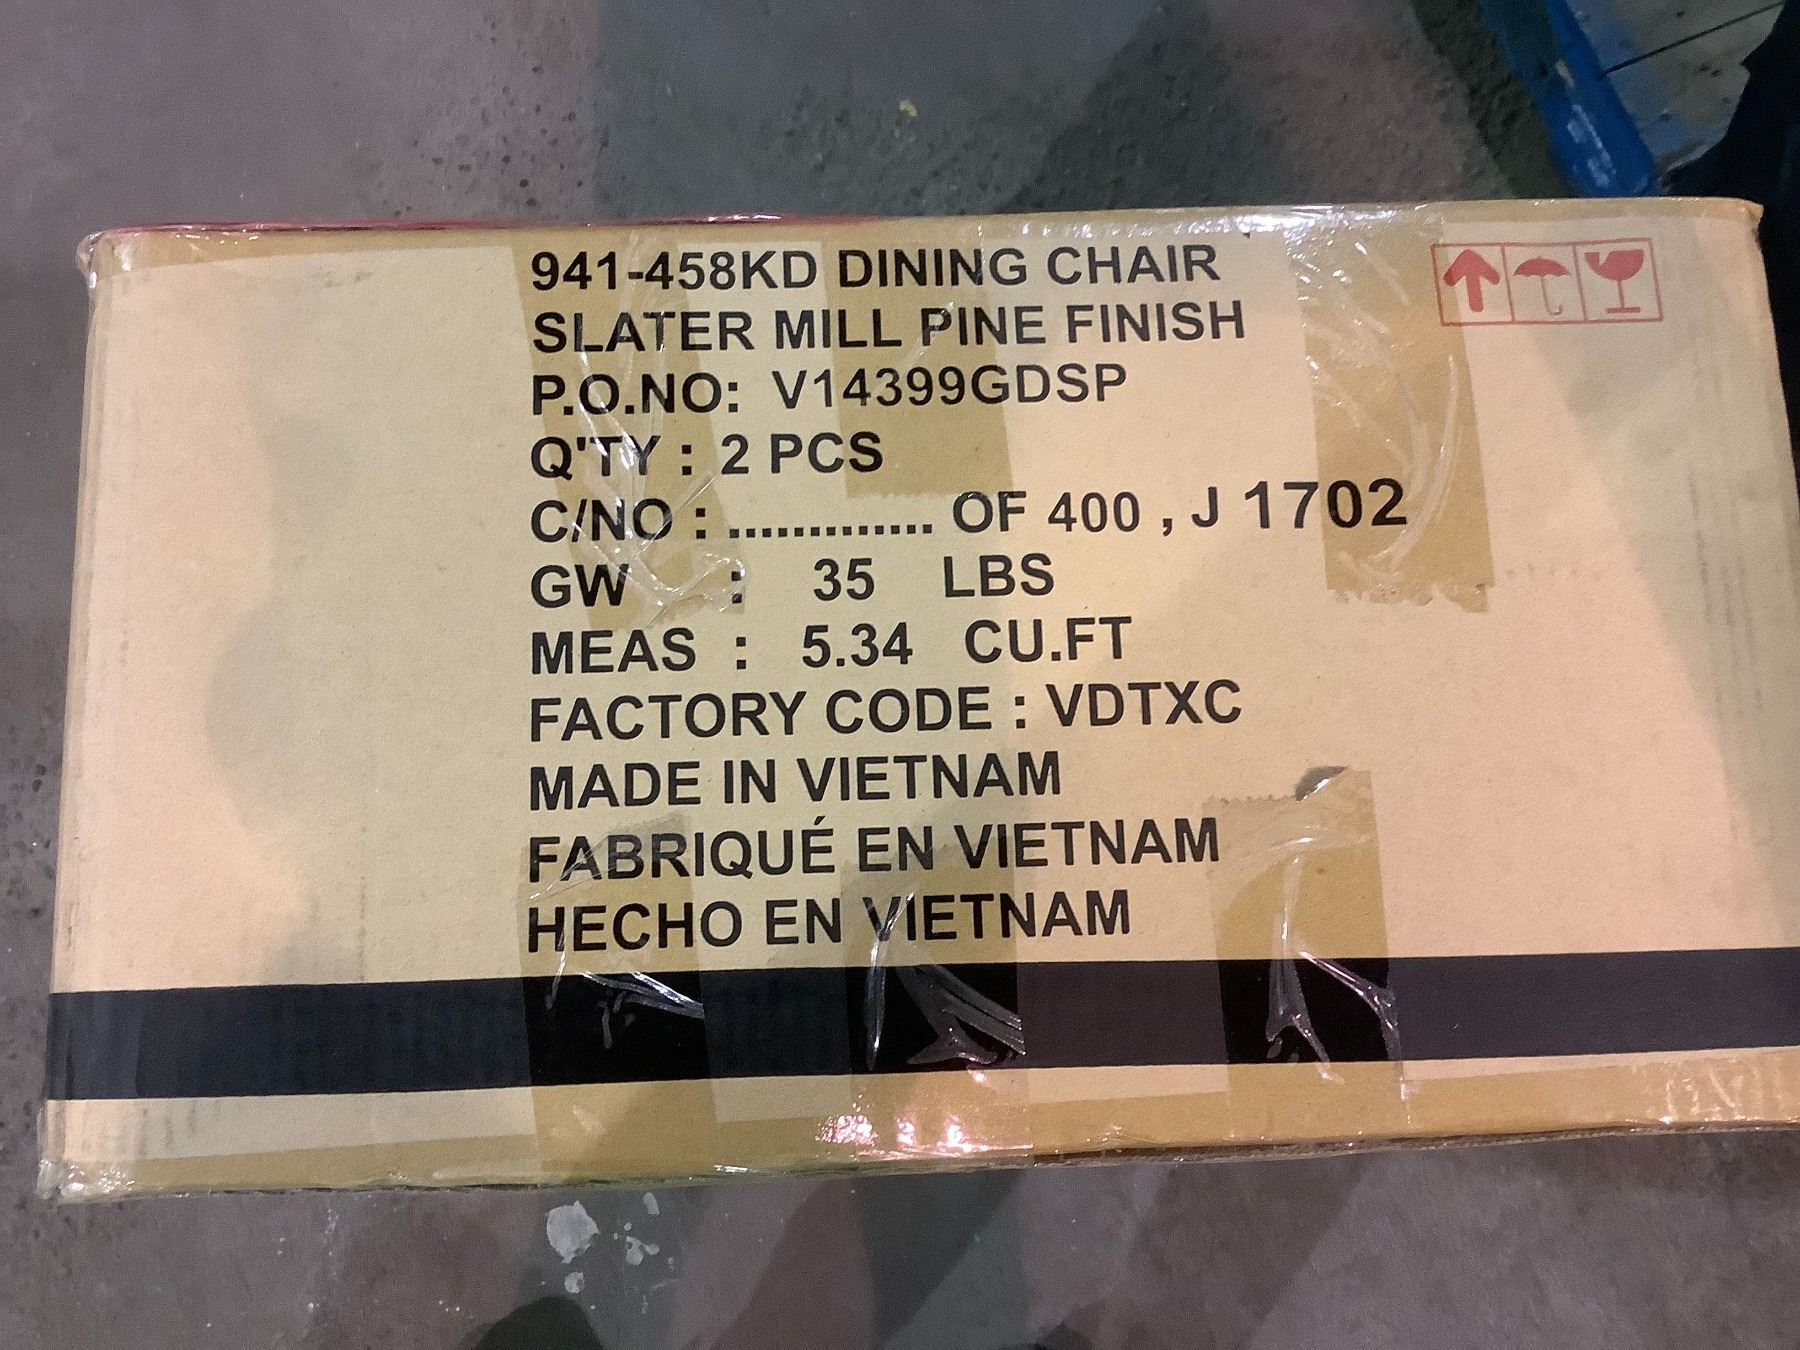 941-458KD DINING CHAIR
SLATER MILL PINE FINISH
P.O.NO: V14399GDSP
Q'TY : 2 PCS
C/NO : ............. OF 400 , J 1702
GW : 35 LBS
MEAS : 5.34 CU.FT
FACTORY CODE : VDTXC
MADE IN VIETNAM
FABRIQUÉ EN VIETNAM
HECHO EN VIETNAM